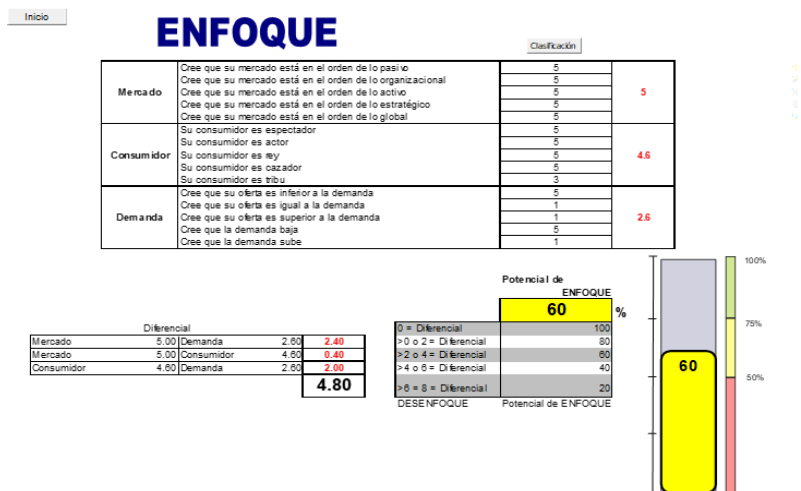 Inicio
ENFOQUE
Clasificación
Mercado
Cree que su mercado está en el orden de lo pasivo 5
Cree que su mercado está en el orden de lo organizacional 5
Cree que su mercado está en el orden de lo activo 5
Cree que su mercado está en el orden de lo estratégico 5
Cree que su mercado está en el orden de lo global 5
5
Consumidor
Su consumidor es espectador 5
Su consumidor es actor 5
Su consumidor es rey 5
Su consumidor es cazador 5
Su consumidor es tribu 3
4.6
Demanda
Cree que su oferta es inferior a la demanda 5
Cree que su oferta es igual a la demanda 1
Cree que su oferta es superior a la demanda 1
Cree que la demanda baja 5
Cree que la demanda sube 1
2.6
Diferencial
Mercado 5.00 Demanda 2.60 2.40
Mercado 5.00 Consumidor 4.60 0.40
Consumidor 4.60 Demanda 2.60 2.00
4.80
Potencial de
ENFOQUE
60 %
0 = Diferencial 100
>0 o 2 = Diferencial 80
>2 o 4 = Diferencial 60
>4 o 6 = Diferencial 40
>6 = 8 = Diferencial 20
DESENFOQUE Potencial de ENFOQUE
100%
75%
60
50%